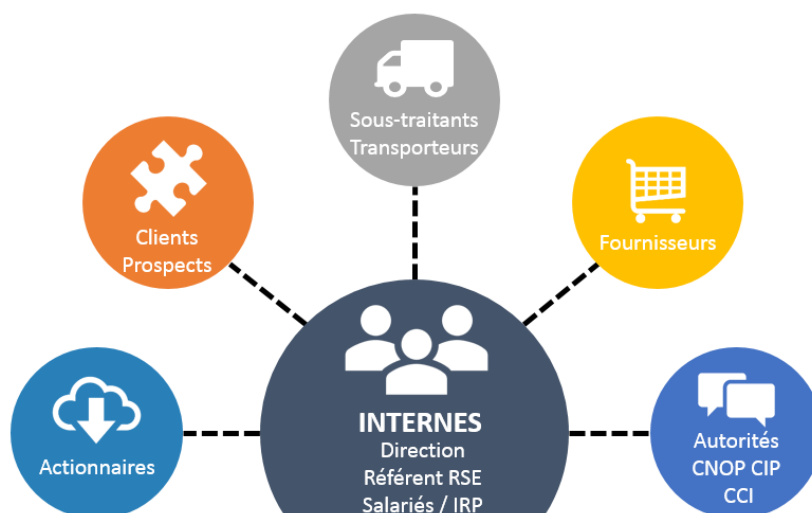 Sous-traitants
Transporteurs
Clients
Prospects
Fournisseurs
Actionnaires
INTERNES
Direction
Référent RSE
Salariés / IRP
Autorités
CNOP CIP
CCI